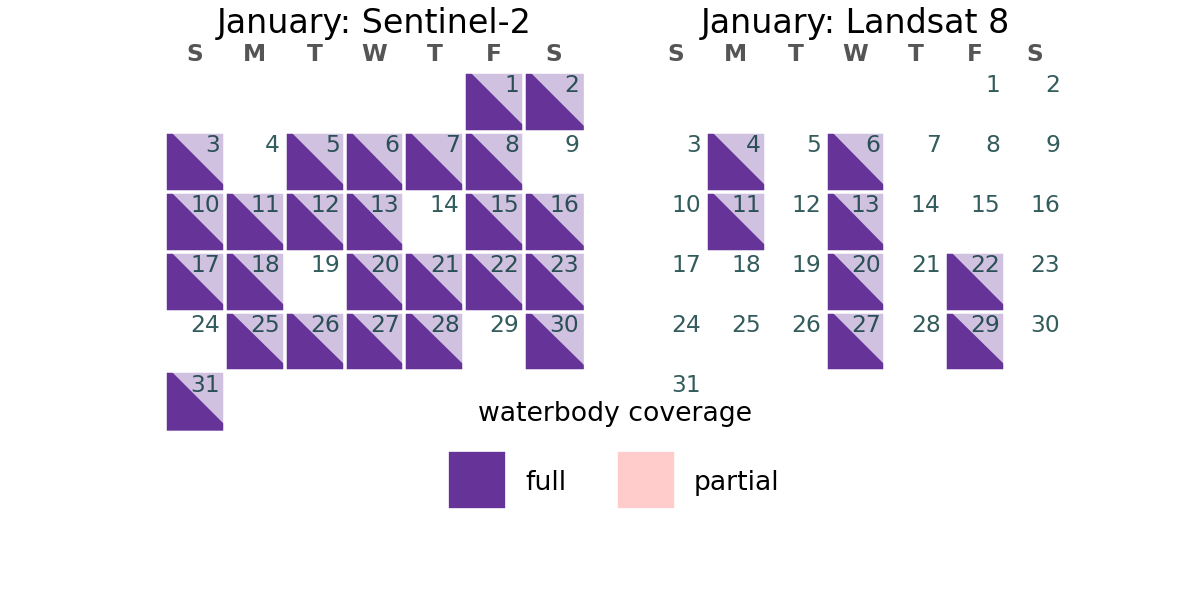 January: Sentinel-2
S M T W T F S
1 2
3 4 5 6 7 8 9
10 11 12 13 14 15 16
17 18 19 20 21 22 23
24 25 26 27 28 29 30
31
January: Landsat 8
S M T W T F S
1 2
3 4 5 6 7 8 9
10 11 12 13 14 15 16
17 18 19 20 21 22 23
24 25 26 27 28 29 30
31
waterbody coverage
full partial